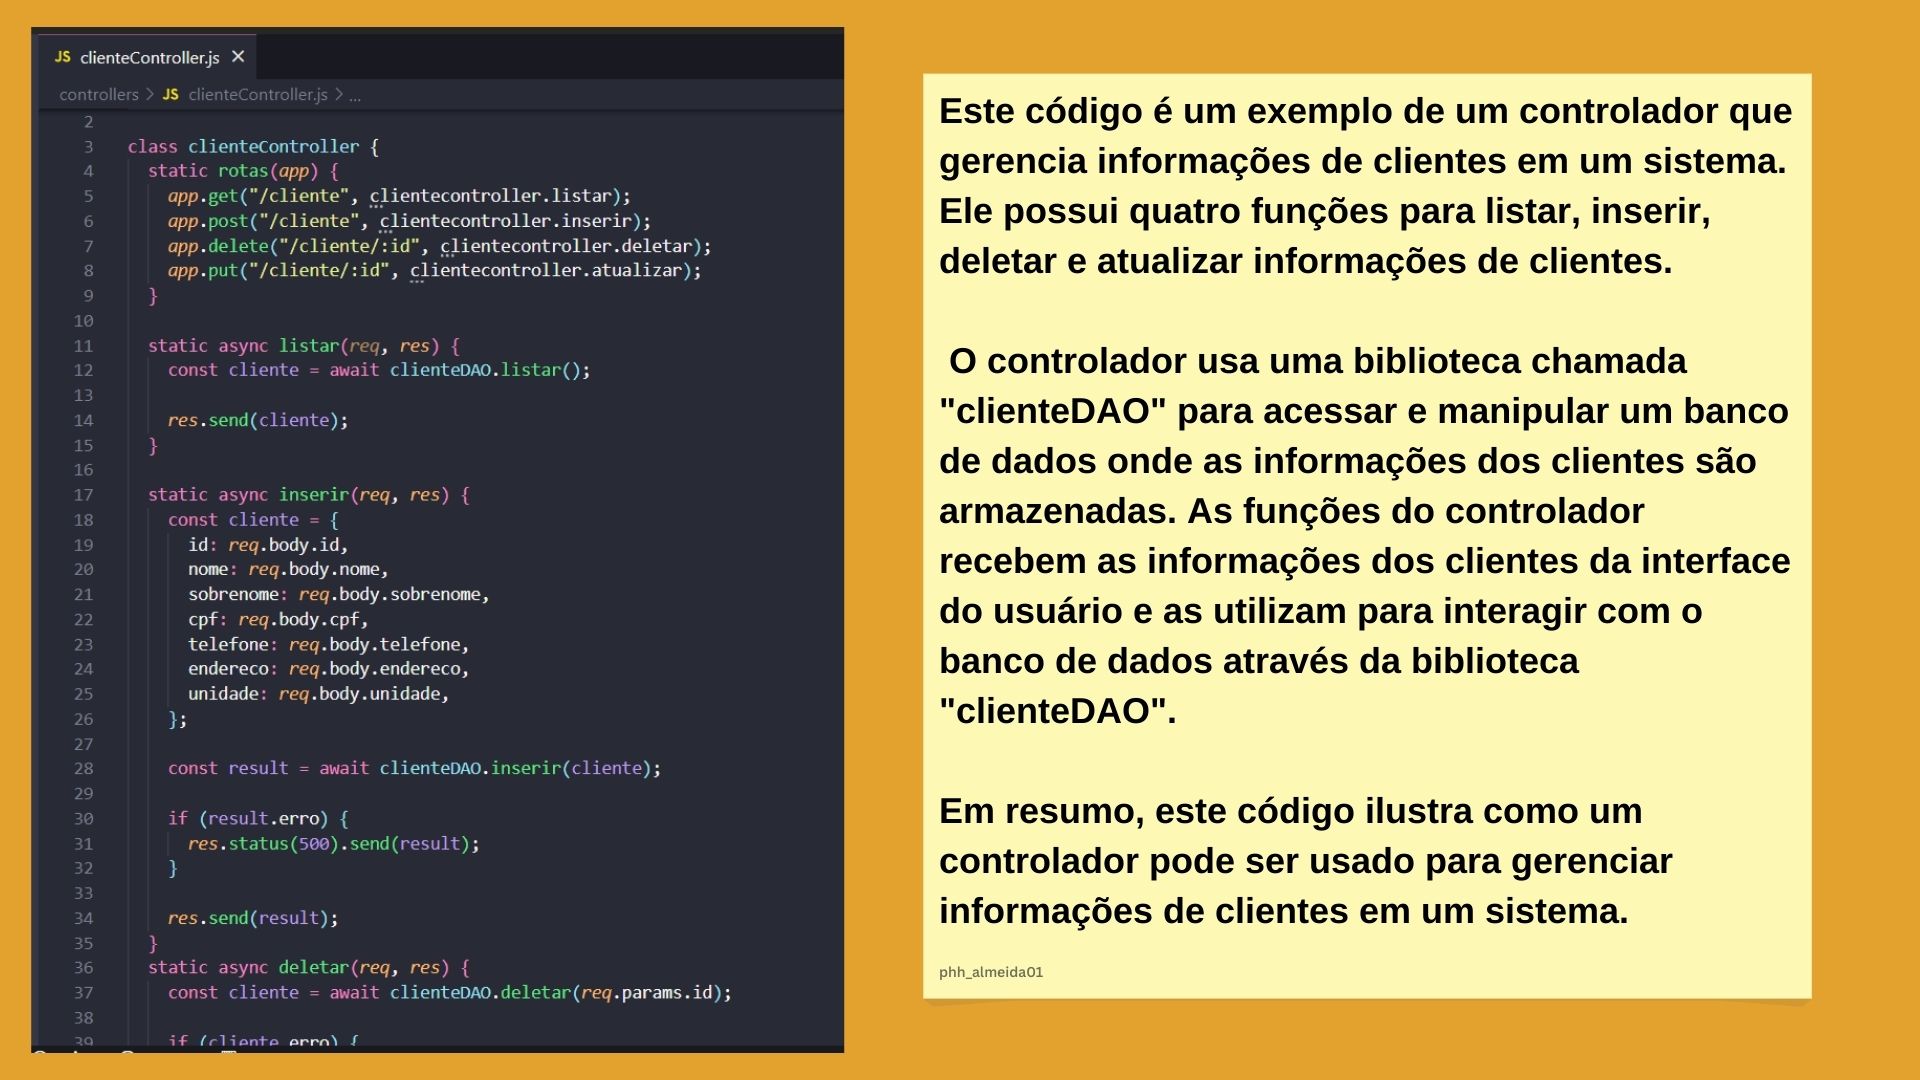 JS clienteController.js ✕
controllers > JS clienteController.js > ...
2
3 class clienteController {
4 static rotas(app) {
5 app.get("/cliente", clientecontroller.listar);
6 app.post("/cliente", clientecontroller.inserir);
7 app.delete("/cliente/:id", clientecontroller.deletar);
8 app.put("/cliente/:id", clientecontroller.atualizar);
9 }
10
11 static async listar(req, res) {
12 const cliente = await clienteDAO.listar();
13
14 res.send(cliente);
15 }
16
17 static async inserir(req, res) {
18 const cliente = {
19 id: req.body.id,
20 nome: req.body.nome,
21 sobrenome: req.body.sobrenome,
22 cpf: req.body.cpf,
23 telefone: req.body.telefone,
24 endereco: req.body.endereco,
25 unidade: req.body.unidade,
26 };
27
28 const result = await clienteDAO.inserir(cliente);
29
30 if (result.erro) {
31 res.status(500).send(result);
32 }
33
34 res.send(result);
35 }
36 static async deletar(req, res) {
37 const cliente = await clienteDAO.deletar(req.params.id);
38
39 if (cliente.erro) {
Este código é um exemplo de um controlador que
gerencia informações de clientes em um sistema.
Ele possui quatro funções para listar, inserir,
deletar e atualizar informações de clientes.
O controlador usa uma biblioteca chamada
"clienteDAO" para acessar e manipular um banco
de dados onde as informações dos clientes são
armazenadas. As funções do controlador
recebem as informações dos clientes da interface
do usuário e as utilizam para interagir com o
banco de dados através da biblioteca
"clienteDAO".
Em resumo, este código ilustra como um
controlador pode ser usado para gerenciar
informações de clientes em um sistema.
phh_almeida01